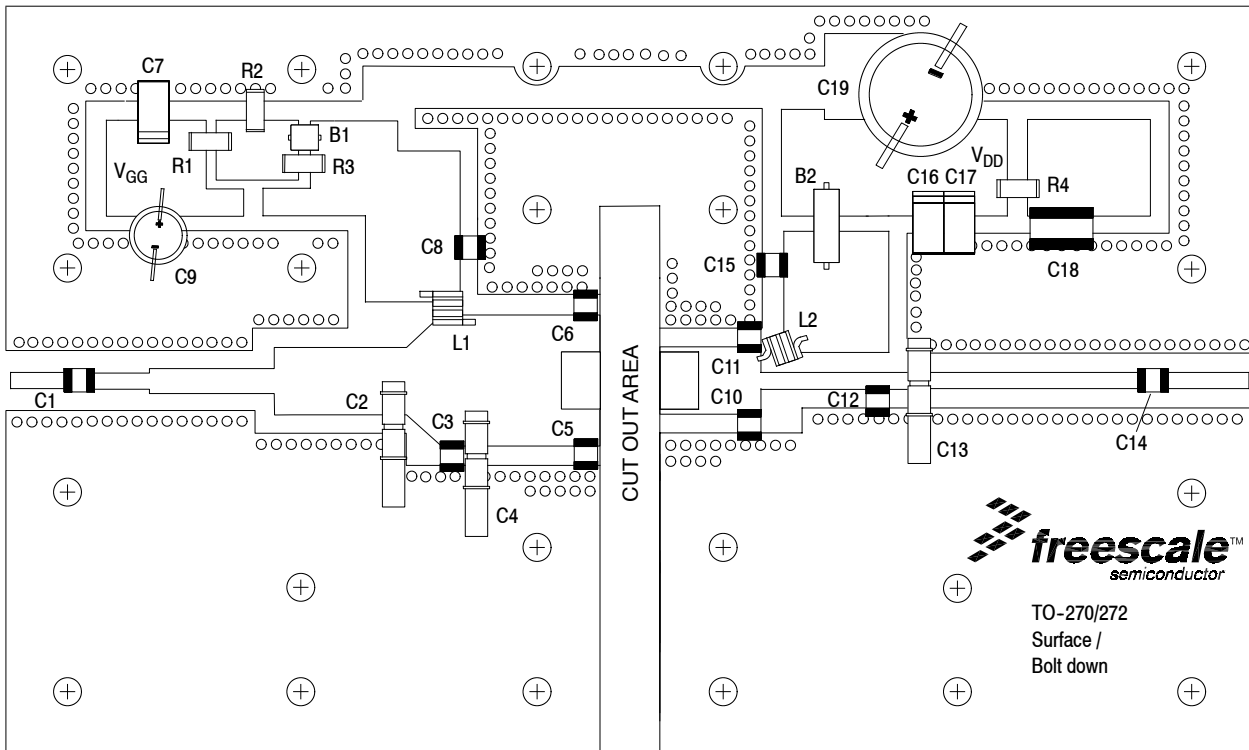 C7
R2
C19
B1
R1
R3
VGG
VDD
B2
C16 C17
R4
C8
C15
C9
C18
C6
L1
L2
C11
C1
C2
C3
C5
C10
C12
C14
C13
C4
CUT OUT AREA
freescale™
semiconductor
TO-270/272
Surface /
Bolt down